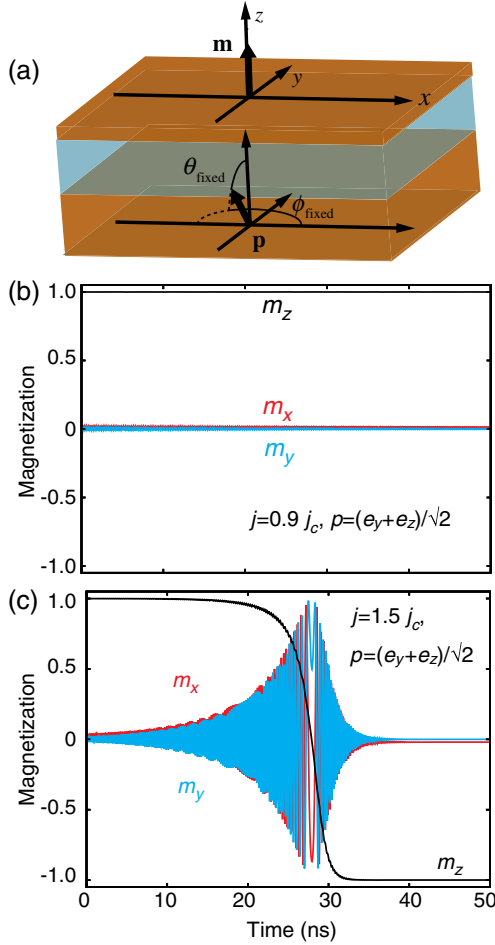 (a)
z
m
y
x
θfixed
ϕfixed
p
(b)
1.0
mz
0.5
Magnetization
mx
0
my
-0.5
j=0.9 jc, p=(ey+ez)/√2
-1.0
(c)
1.0
j=1.5 jc,
0.5
p=(ey+ez)/√2
mx
Magnetization
0
my
-0.5
mz
-1.0
0 10 20 30 40 50
Time (ns)